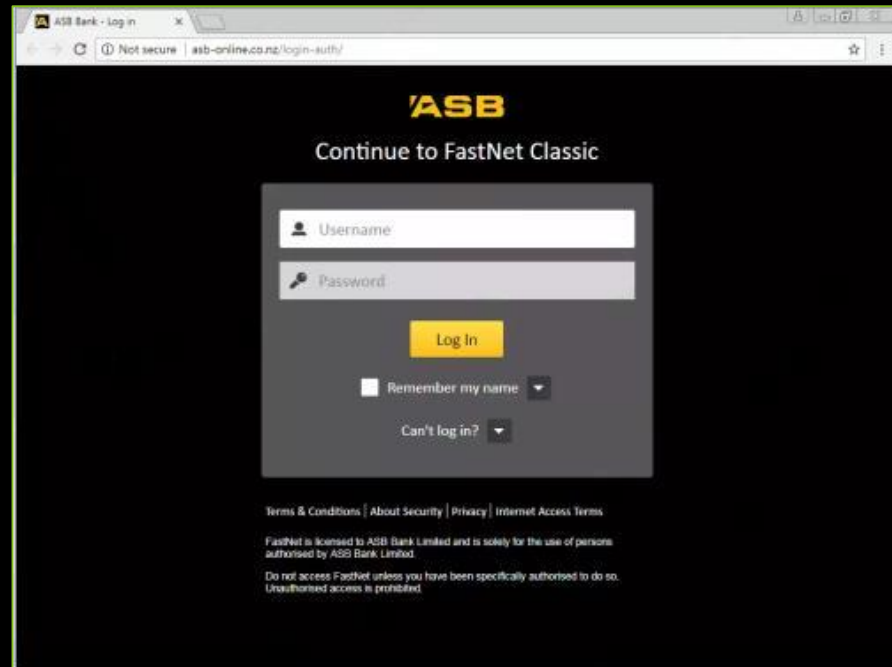 ASB Bank - Log in
Not secure | asb-online.co.nz/login-auth/
ASB
Continue to FastNet Classic
Username
Password
Log In
Remember my name
Can't log in?
Terms & Conditions | About Security | Privacy | Internet Access Terms
FastNet is licensed to ASB Bank Limited and is solely for the use of persons
authorised by ASB Bank Limited.
Do not access FastNet unless you have been specifically authorised to do so.
Unauthorised access is prohibited.